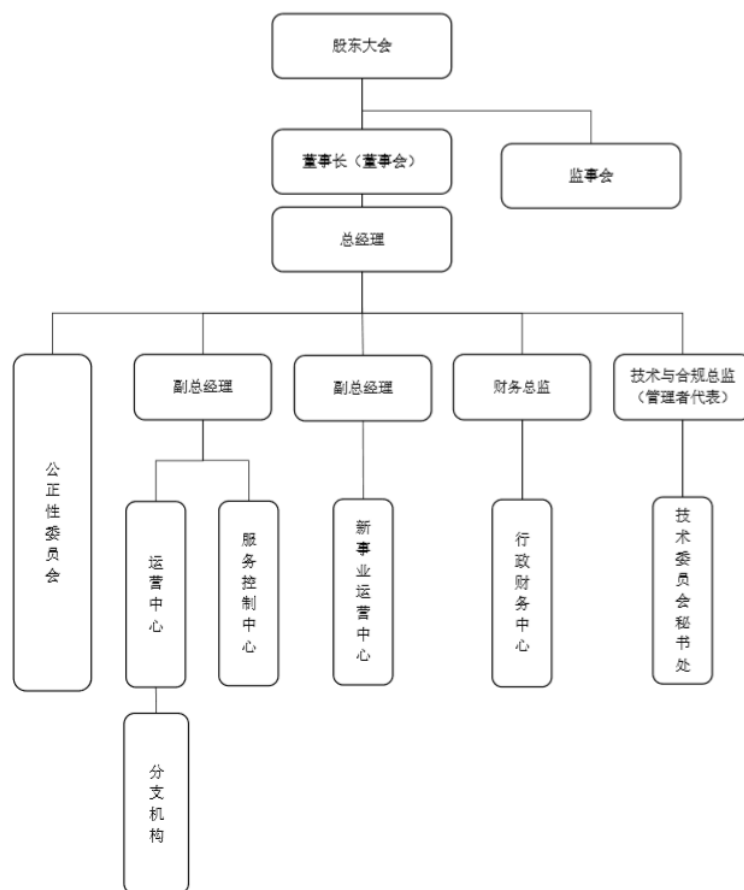 股东大会
董事长（董事会）
监事会
总经理
副总经理
副总经理
财务总监
技术与合规总监
（管理者代表）
公正性委员会
运营中心
服务控制中心
新事业运营中心
行政财务中心
技术委员会秘书处
分支机构